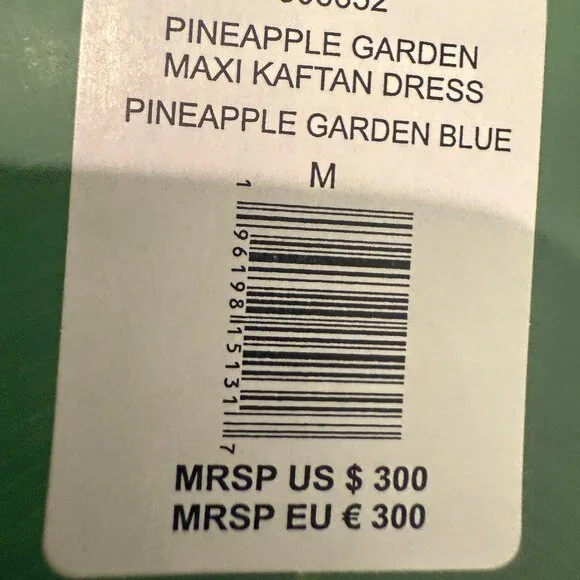 PINEAPPLE GARDEN
MAXI KAFTAN DRESS
PINEAPPLE GARDEN BLUE
M
1 96198 15131 7
MRSP US $ 300
MRSP EU € 300